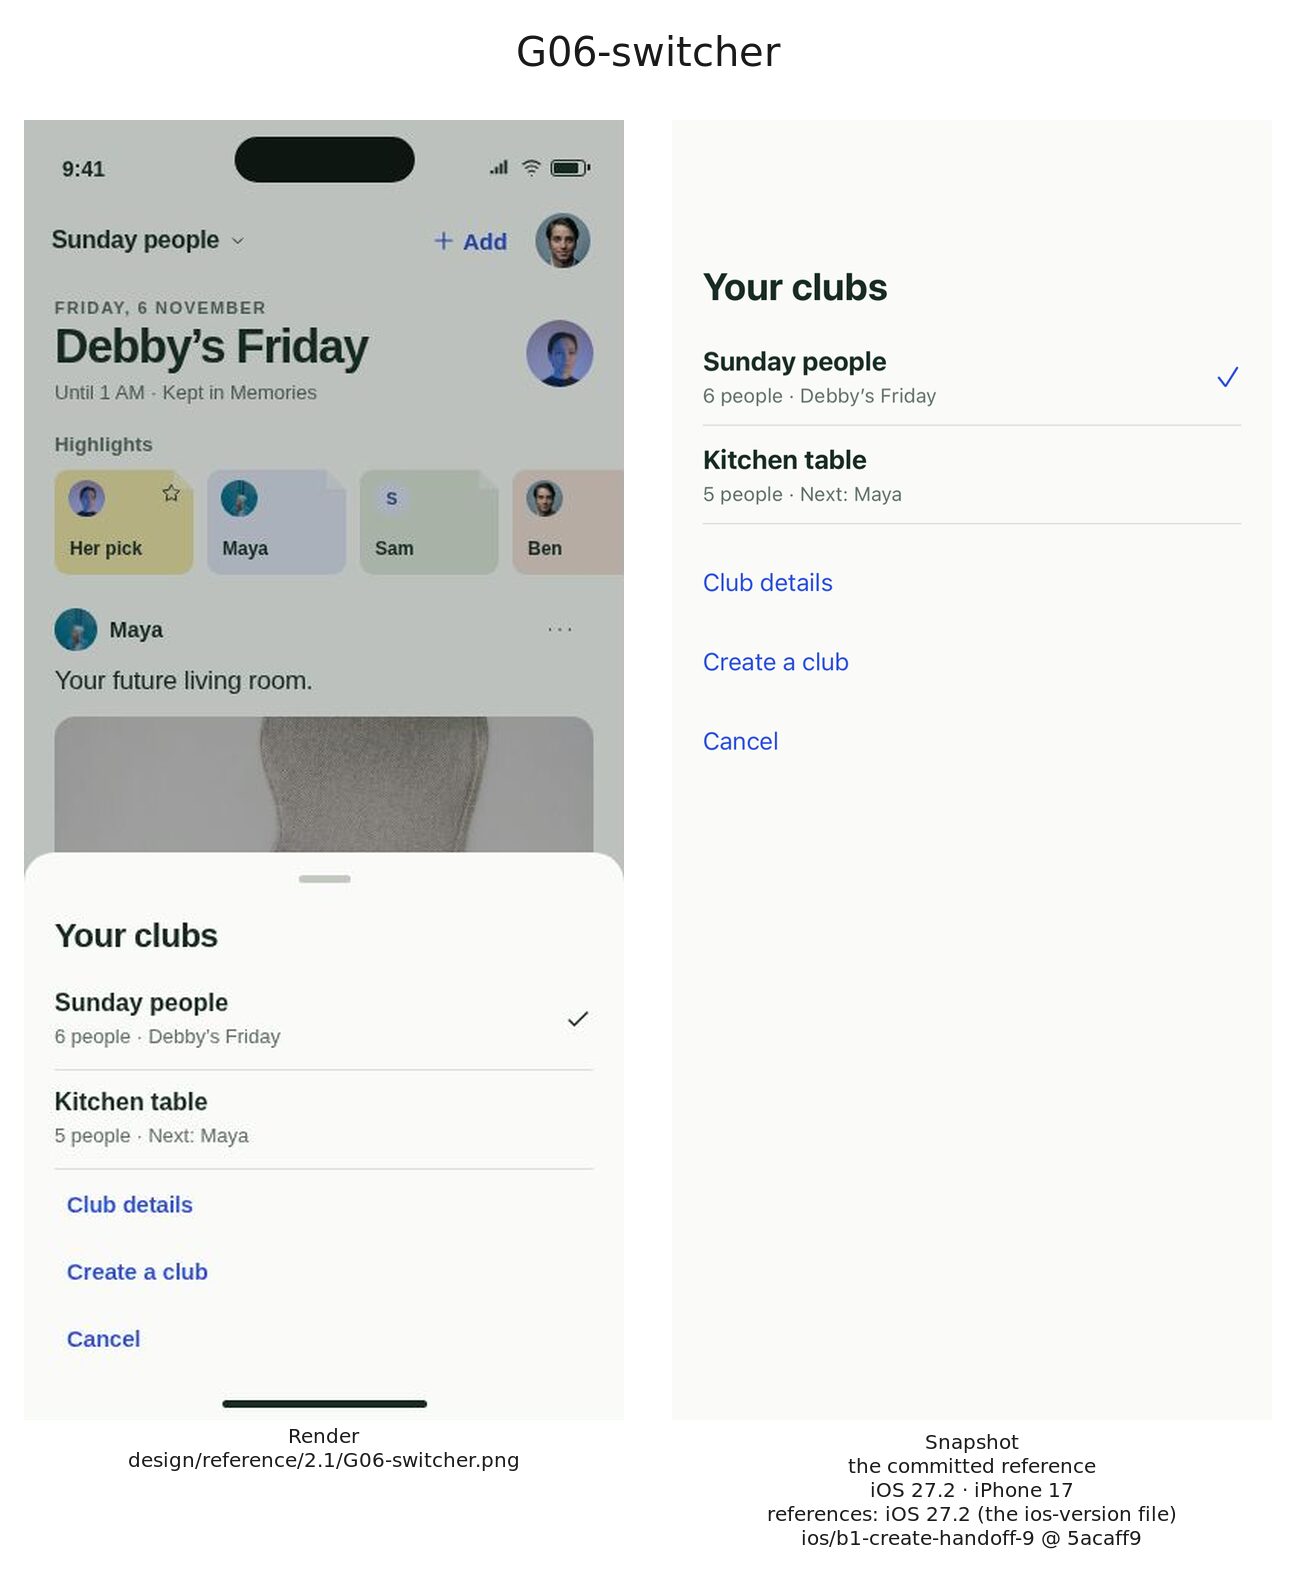 G06-switcher
9:41
Sunday people
+ Add
FRIDAY, 6 NOVEMBER
Debby’s Friday
Until 1 AM · Kept in Memories
Highlights
Her pick
Maya
S
Sam
Ben
Maya
···
Your future living room.
Your clubs
Sunday people
6 people · Debby’s Friday
Kitchen table
5 people · Next: Maya
Club details
Create a club
Cancel
Render
design/reference/2.1/G06-switcher.png
Your clubs
Sunday people
6 people · Debby’s Friday
Kitchen table
5 people · Next: Maya
Club details
Create a club
Cancel
Snapshot
the committed reference
iOS 27.2 · iPhone 17
references: iOS 27.2 (the ios-version file)
ios/b1-create-handoff-9 @ 5acaff9